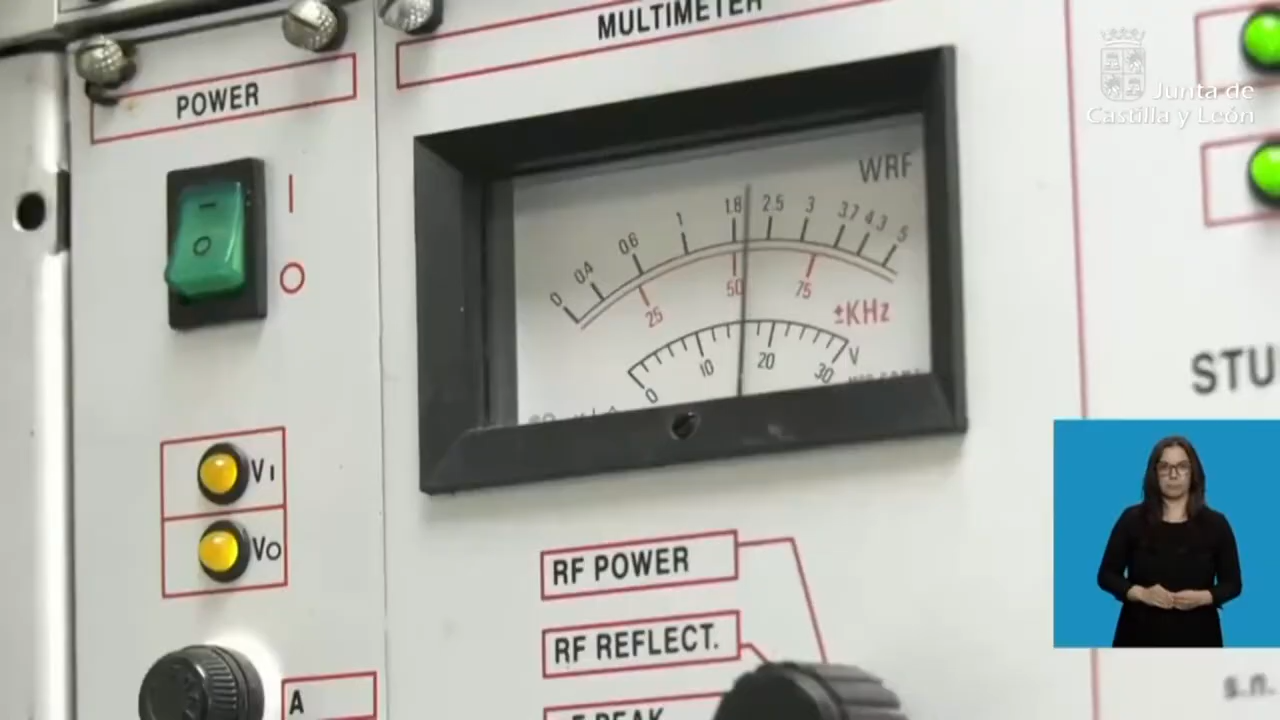 MULTIMETER
POWER
I
O
WRF
0 0.4 0.6 1 1.8 2.5 3 3.7 4.3 5
25 50 75
±KHz
0 10 20 30 V
V1
Vo
RF POWER
RF REFLECT.
PEAK
A
STU
s.n.
Junta de
Castilla y León